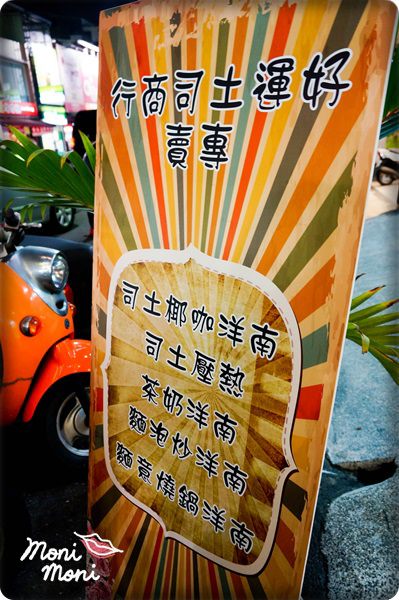 好運土司商行
專賣
南洋咖椰土司
熱壓土司
南洋奶茶
南洋炒泡麵
南洋鍋燒意麵
Moni
Moni